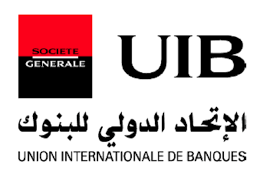 SOCIETE
GENERALE
UIB
الإتحاد الدولي للبنوك
UNION INTERNATIONALE DE BANQUES